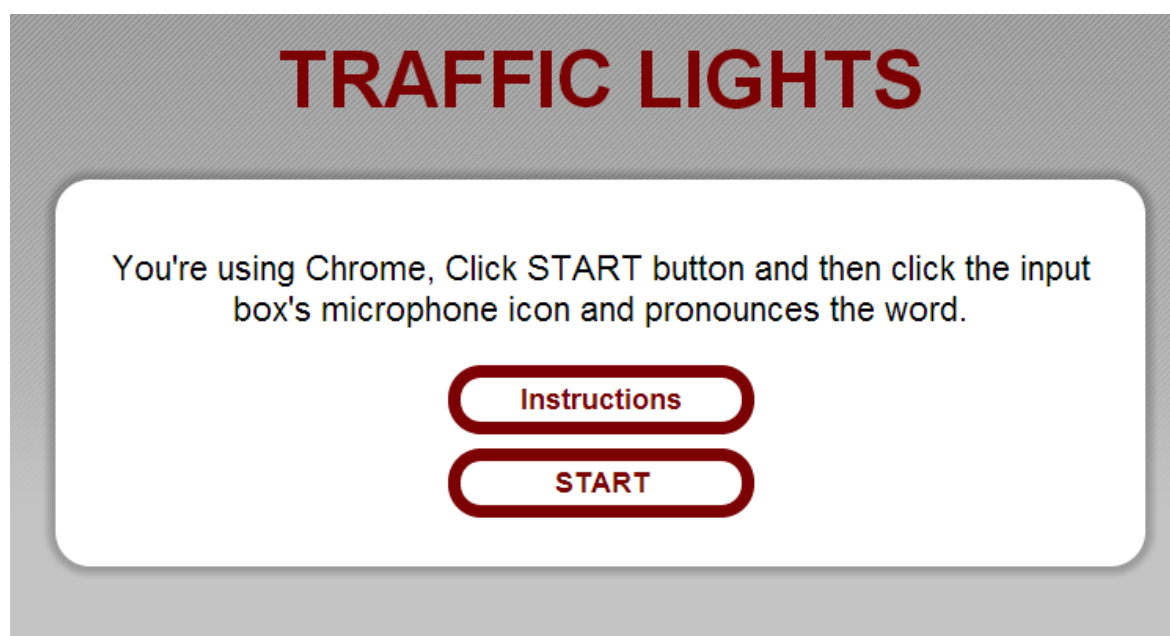 TRAFFIC LIGHTS
You're using Chrome, Click START button and then click the input
box's microphone icon and pronounces the word.
Instructions
START